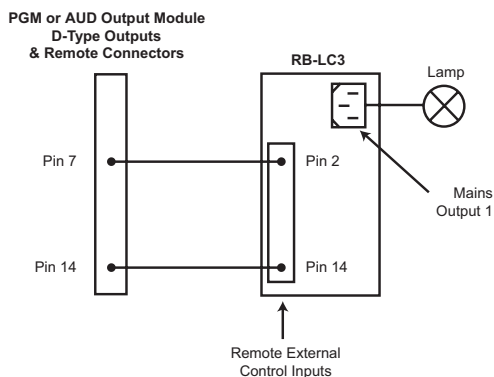 PGM or AUD Output Module
D-Type Outputs
& Remote Connectors
RB-LC3
Lamp
Pin 7
Pin 2
Mains
Output 1
Pin 14
Pin 14
Remote External
Control Inputs